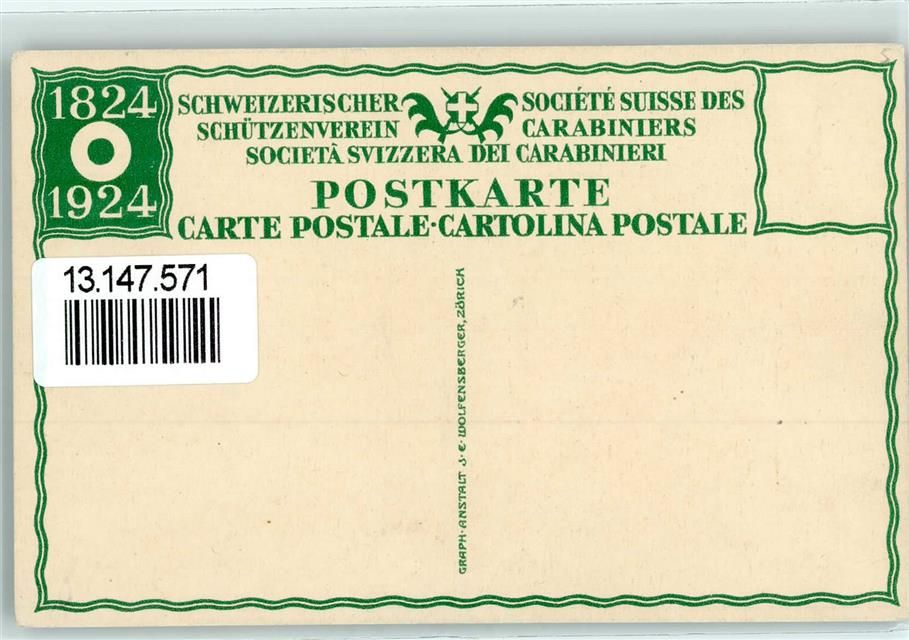 1824
1924
SCHWEIZERISCHER SOCIÉTÉ SUISSE DES
SCHÜTZENVEREIN CARABINIERS
SOCIETÀ SVIZZERA DEI CARABINIERI
POSTKARTE
CARTE POSTALE·CARTOLINA POSTALE
13.147.571
GRAPH·ANSTALT J·E·WOLFENSBERGER, ZÜRICH
S